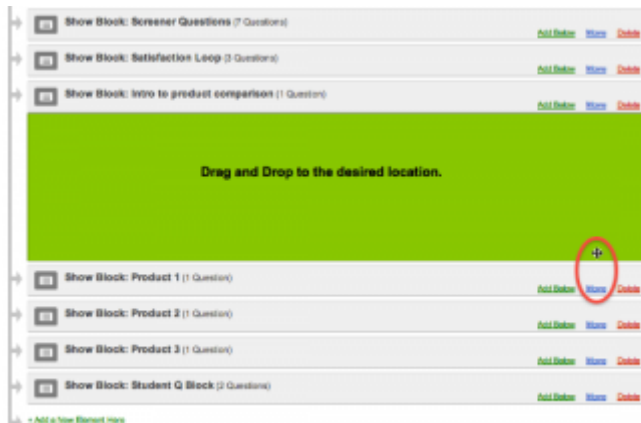 Show Block: Screener Questions (7 Questions)
Add Below Move Delete
Show Block: Satisfaction Loop (3 Questions)
Add Below Move Delete
Show Block: Intro to product comparison (1 Question)
Add Below Move Delete
Drag and Drop to the desired location.
Show Block: Product 1 (1 Question)
Add Below Move Delete
Show Block: Product 2 (1 Question)
Add Below Move Delete
Show Block: Product 3 (1 Question)
Add Below Move Delete
Show Block: Student Q Block (2 Questions)
Add Below Move Delete
+ Add a New Element Here